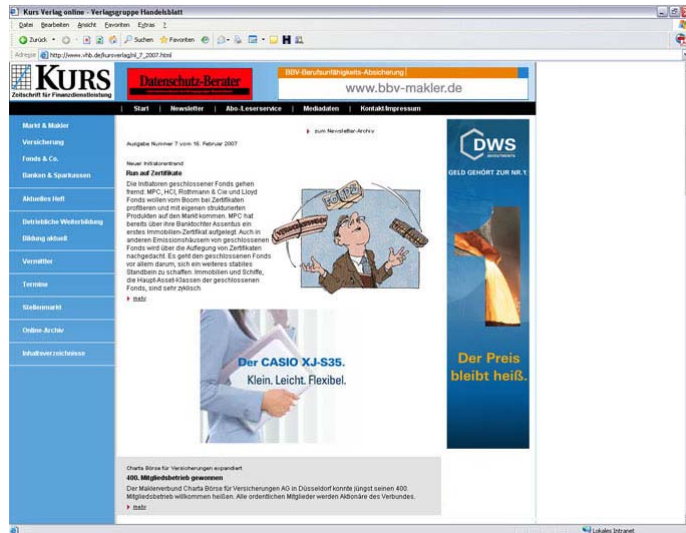 Kurs Verlag online - Verlagsgruppe Handelsblatt
Datei Bearbeiten Ansicht Favoriten Extras ?
Zurück Suchen Favoriten
Adresse http://www.vhb.de/kursverlag/nl_7_2007.html
KURS
Zeitschrift für Finanzdienstleistung
Datenschutz-Berater
BBV-Berufsunfähigkeits-Absicherung
www.bbv-makler.de
Start | Newsletter | Abo-/Leserservice | Mediadaten | Kontakt/Impressum
Markt & Makler
Versicherung
Fonds & Co.
Banken & Sparkassen
Aktuelles Heft
Betriebliche Weiterbildung
Bildung aktuell
Vermittler
Termine
Stellenmarkt
Online-Archiv
Inhaltsverzeichnisse
zum Newsletter-Archiv
Ausgabe Nummer 7 vom 16. Februar 2007
Neuer Initiatorentrend
Run auf Zertifikate
Die Initiatoren geschlossener Fonds gehen
fremd. MPC, HCI, Rothmann & Cie und Lloyd
Fonds wollen vom Boom bei Zertifikaten
profitieren und mit eigenen strukturierten
Produkten auf den Markt kommen. MPC hat
bereits über ihre Banktochter Assentus ein
erstes Immobilien-Zertifikat aufgelegt. Auch in
anderen Emissionshäusern von geschlossenen
Fonds wird über die Auflegung von Zertifikaten
nachgedacht. Es geht den geschlossenen Fonds
vor allem darum, sich ein weiteres stabiles
Standbein zu schaffen. Immobilien und Schiffe,
die Haupt-Asset-Klassen der geschlossenen
Fonds, sind sehr zyklisch.
mehr
Der CASIO XJ-S35.
Klein. Leicht. Flexibel.
DWS
INVESTMENTS
GELD GEHÖRT ZUR NR.1
Der Preis
bleibt heiß.
Charta Börse für Versicherungen expandiert
400. Mitgliedsbetrieb gewonnen
Der Maklerverbund Charta Börse für Versicherungen AG in Düsseldorf konnte jüngst seinen 400.
Mitgliedsbetrieb willkommen heißen. Alle ordentlichen Mitglieder werden Aktionäre des Verbundes.
mehr
Lokales Intranet